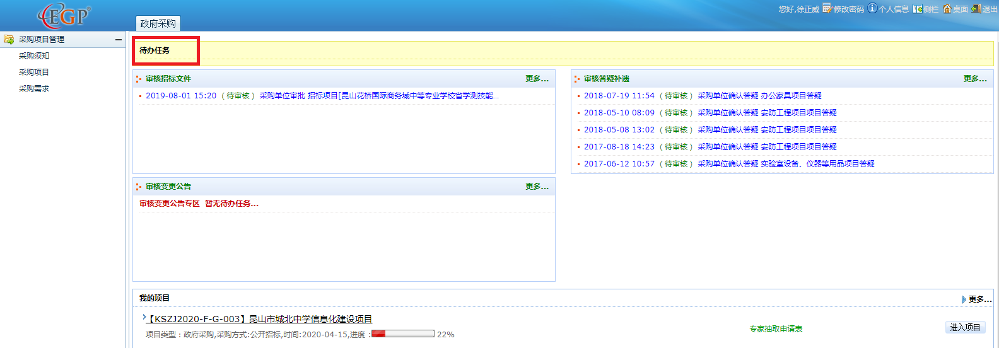 EGP
您好,徐正威 修改密码 个人信息 侧栏 桌面 退出
政府采购
采购项目管理
采购须知
采购项目
采购需求
待办任务
审核招标文件 更多...
2019-08-01 15:20 （待审核） 采购单位审批 招标项目[昆山花桥国际商务城中等专业学校省学测技能...
审核答疑补遗 更多...
2018-07-19 11:54 （待审核） 采购单位确认答疑 办公家具项目答疑
2018-05-10 08:09 （待审核） 采购单位确认答疑 安防工程项目项目答疑
2018-05-08 13:02 （待审核） 采购单位确认答疑 安防工程项目项目答疑
2017-08-18 14:23 （待审核） 采购单位确认答疑 安防工程项目项目答疑
2017-06-12 10:57 （待审核） 采购单位确认答疑 实验室设备、仪器等用品项目答疑
审核变更公告 更多...
审核变更公告专区 暂无待办任务...
我的项目 更多...
【KSZJ2020-F-G-003】昆山市城北中学信息化建设项目
项目类型：政府采购,采购方式:公开招标,时间:2020-04-15,进度： 22%
专家抽取申请表
进入项目